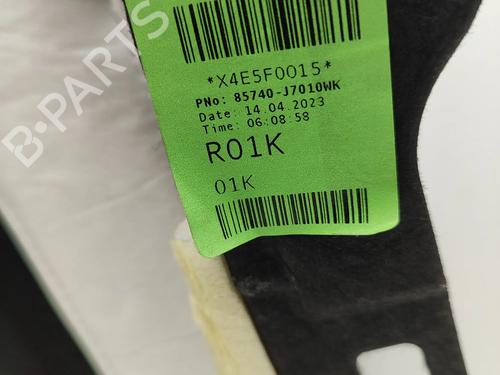 B-PARTS
*X4E5F0015*
PNo: 85740-J7010WK
Date: 14.04.2023
Time: 06:08:58
R01K
01K